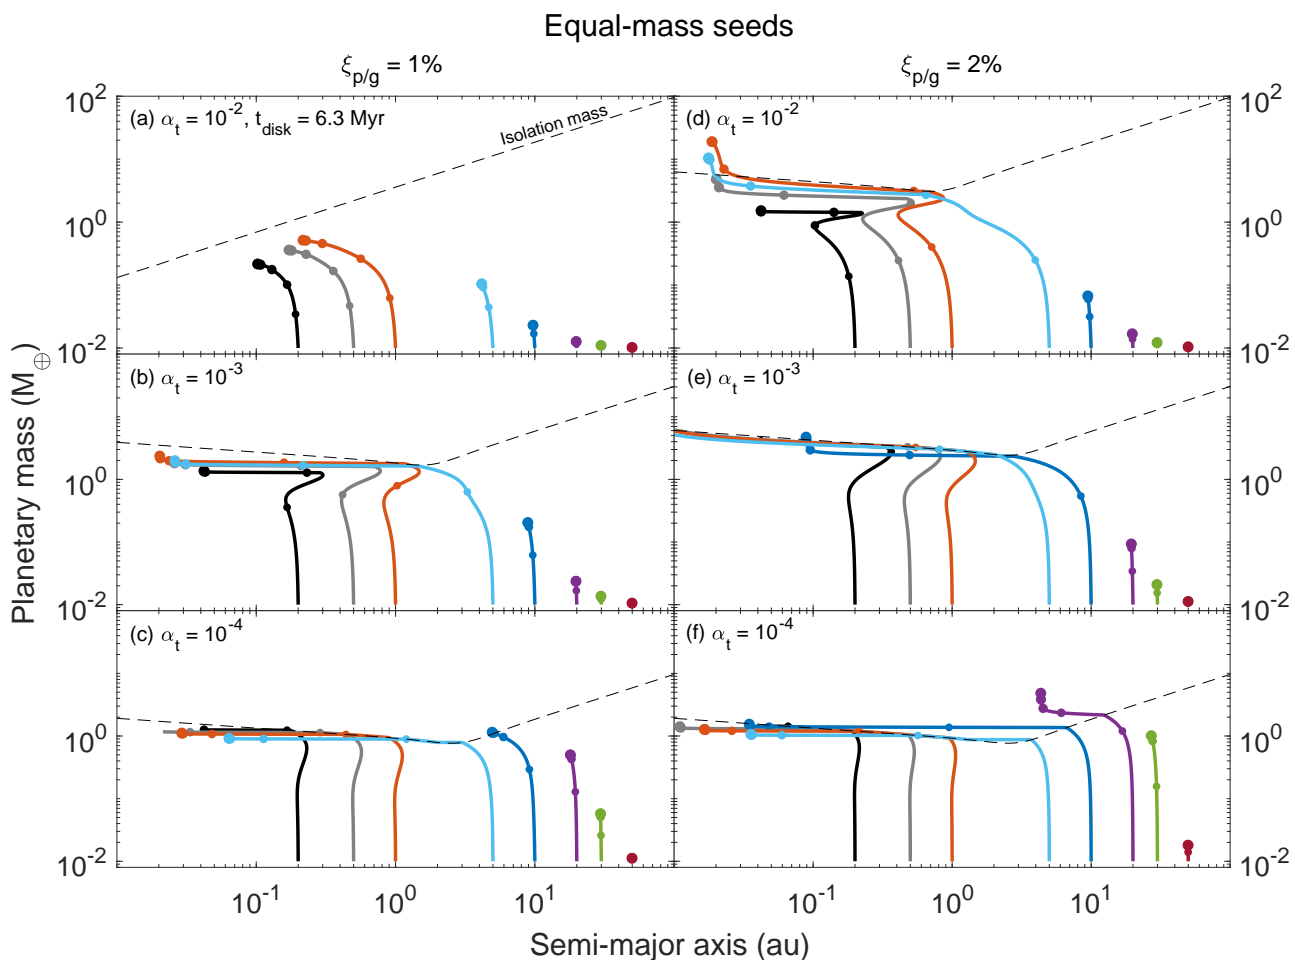 Equal-mass seeds
ξp/g = 1%
ξp/g = 2%
(a) αt = 10^-2, tdisk = 6.3 Myr
Isolation mass
(d) αt = 10^-2
(b) αt = 10^-3
(e) αt = 10^-3
(c) αt = 10^-4
(f) αt = 10^-4
10^2
10^0
10^-2
10^0
10^-2
10^0
10^-2
10^2
10^0
10^-2
10^0
10^-2
10^0
10^-2
Planetary mass (M⊕)
10^-1 10^0 10^1 10^-1 10^0 10^1
Semi-major axis (au)